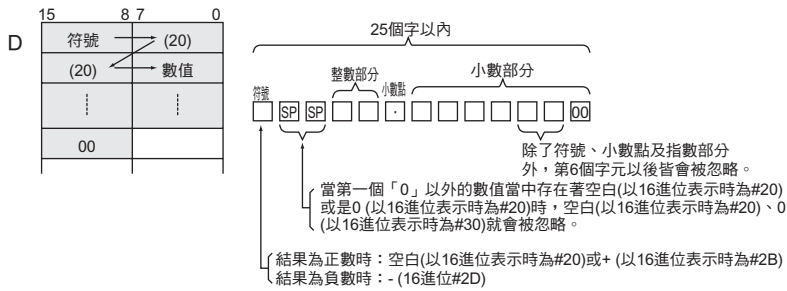 15 8 7 0
D
符號 (20)
(20) 數值
00
25個字以內
符號 整數部分 小數點 小數部分
SP SP . 00
除了符號、小數點及指數部分
外，第6個字元以後皆會被忽略。
當第一個「0」以外的數值當中存在著空白(以16進位表示時為#20)
或是0 (以16進位表示時為#20)時，空白(以16進位表示時為#20)、0
(以16進位表示時為#30)就會被忽略。
結果為正數時：空白(以16進位表示時為#20)或+ (以16進位表示時為#2B)
結果為負數時：- (16進位#2D)